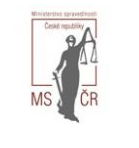 Ministerstvo spravedlnosti
České republiky
MS ČR